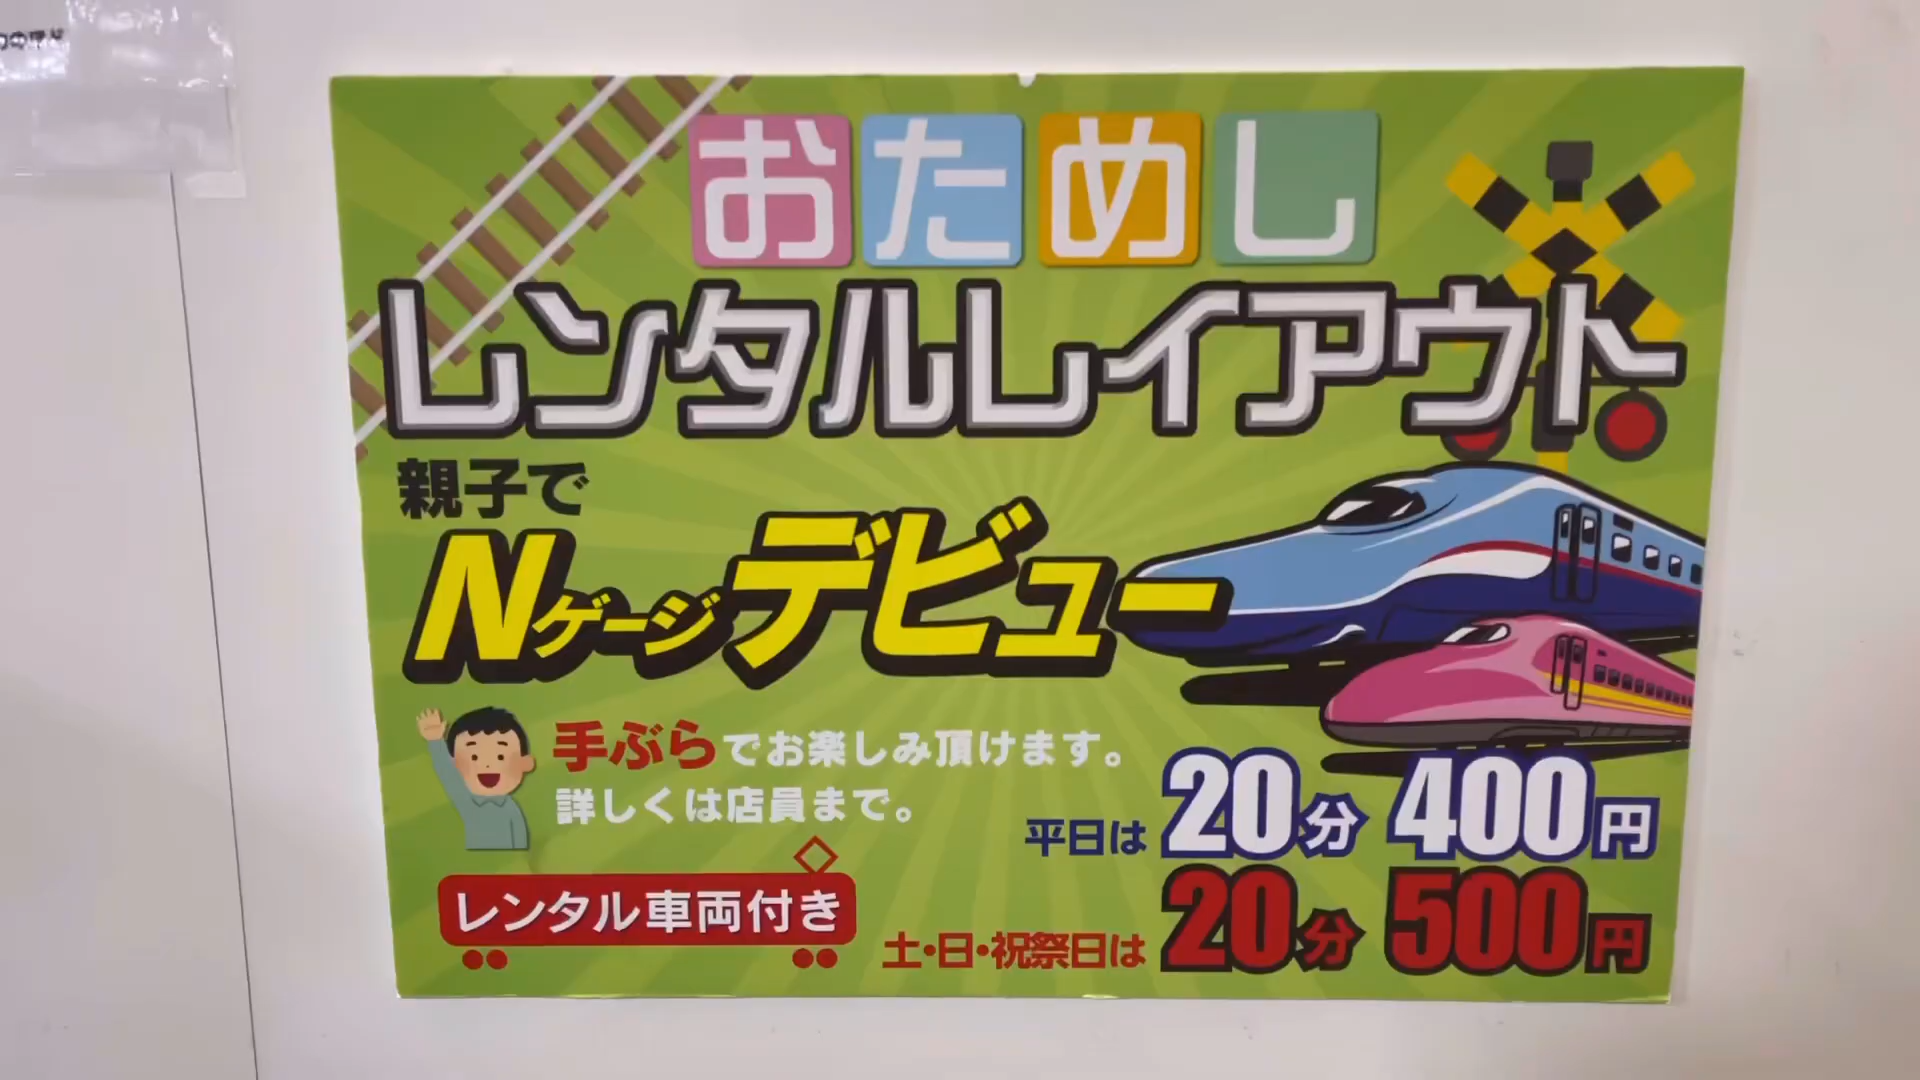 おためし
レンタルレイアウト
親子で
Nゲージデビュー
手ぶらでお楽しみ頂けます。
詳しくは店員まで。
レンタル車両付き
平日は 20分 400円
土・日・祝祭日は 20分 500円